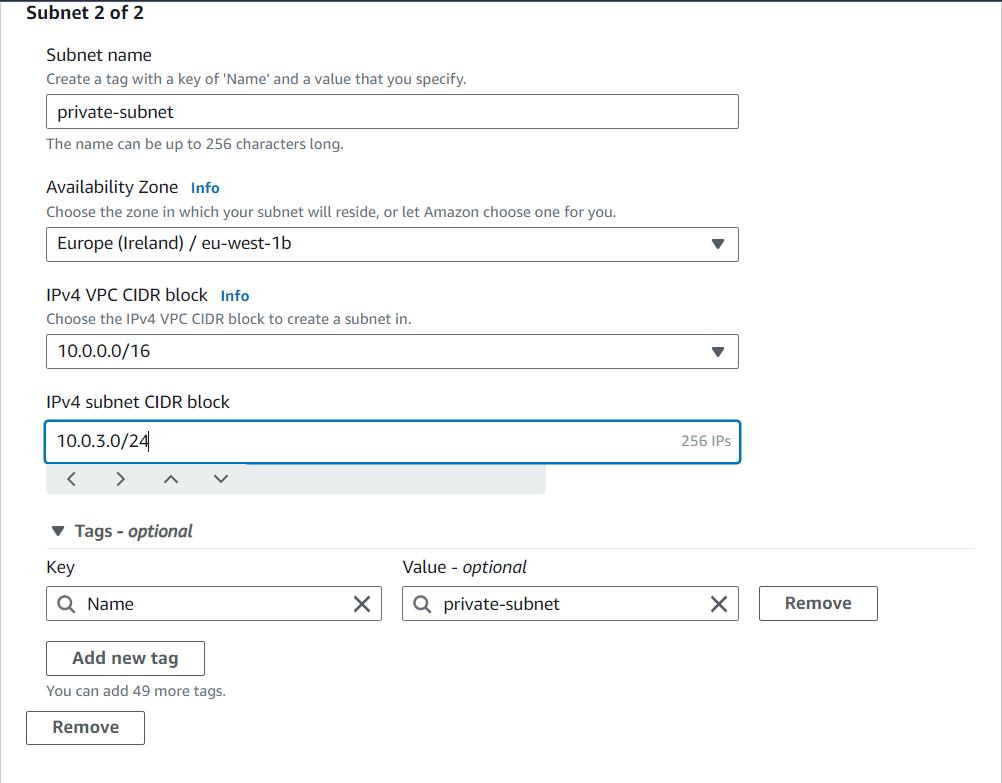 Subnet 2 of 2
Subnet name
Create a tag with a key of 'Name' and a value that you specify.
private-subnet
The name can be up to 256 characters long.
Availability Zone Info
Choose the zone in which your subnet will reside, or let Amazon choose one for you.
Europe (Ireland) / eu-west-1b
IPv4 VPC CIDR block Info
Choose the IPv4 VPC CIDR block to create a subnet in.
10.0.0.0/16
IPv4 subnet CIDR block
10.0.3.0/24 256 IPs
Tags - optional
Key Value - optional
Name private-subnet Remove
Add new tag
You can add 49 more tags.
Remove